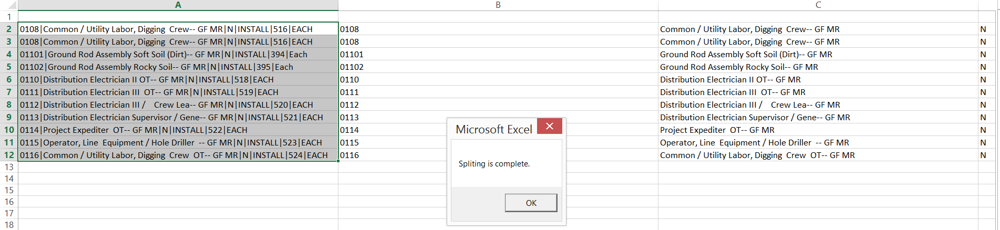 A B C
1
2 0108|Common / Utility Labor, Digging  Crew-- GF MR|N|INSTALL|516|EACH 0108 Common / Utility Labor, Digging  Crew-- GF MR N
3 0108|Common / Utility Labor, Digging  Crew-- GF MR|N|INSTALL|516|EACH 0108 Common / Utility Labor, Digging  Crew-- GF MR N
4 01101|Ground Rod Assembly Soft Soil (Dirt)-- GF MR|N|INSTALL|394|Each 01101 Ground Rod Assembly Soft Soil (Dirt)-- GF MR N
5 01102|Ground Rod Assembly Rocky Soil-- GF MR|N|INSTALL|395|Each 01102 Ground Rod Assembly Rocky Soil-- GF MR N
6 0110|Distribution Electrician II OT-- GF MR|N|INSTALL|518|EACH 0110 Distribution Electrician II OT-- GF MR N
7 0111|Distribution Electrician III  OT-- GF MR|N|INSTALL|519|EACH 0111 Distribution Electrician III  OT-- GF MR N
8 0112|Distribution Electrician III /    Crew Lea-- GF MR|N|INSTALL|520|EACH 0112 Distribution Electrician III /    Crew Lea-- GF MR N
9 0113|Distribution Electrician Supervisor / Gene-- GF MR|N|INSTALL|521|EACH 0113 Distribution Electrician Supervisor / Gene-- GF MR N
10 0114|Project Expediter  OT-- GF MR|N|INSTALL|522|EACH 0114 Project Expediter  OT-- GF MR N
11 0115|Operator, Line  Equipment / Hole Driller  -- GF MR|N|INSTALL|523|EACH 0115 Operator, Line  Equipment / Hole Driller  -- GF MR N
12 0116|Common / Utility Labor, Digging  Crew  OT-- GF MR|N|INSTALL|524|EACH 0116 Common / Utility Labor, Digging  Crew  OT-- GF MR N
13
14
15
16
17
18
Microsoft Excel
Spliting is complete.
OK